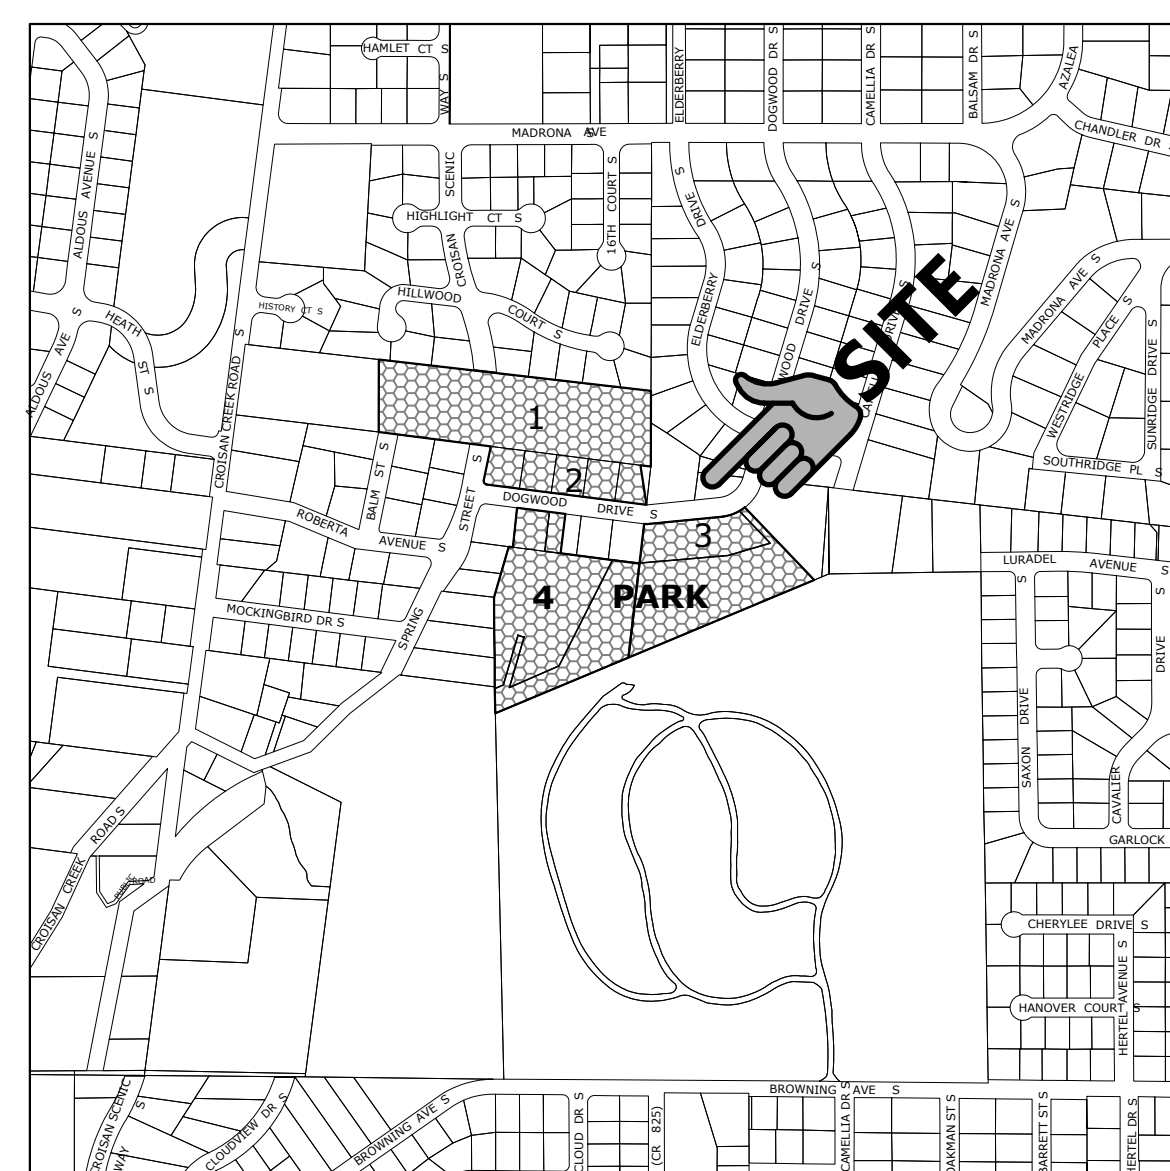 HAMLET CT S
WAY S
ELDERBERRY
DOGWOOD DR S
CAMELLIA DR S
BALSAM DR S
AZALEA
CHANDLER DR S
MADRONA AVE
S
ALDOUS AVENUE S
SCENIC
16TH COURT S
HIGHLIGHT CT S
CROISAN
DRIVE S
MADRONA AVE S
HILLWOOD
COURT S
HISTORY CT S
HEATH
ST S
ALDOUS AVE S
ELDERBERRY
WOOD DRIVE S
DRIVE S
SITE
MADRONA AVE S
PLACE S
WESTRIDGE
SUNRIDGE DRIVE S
SOUTHRIDGE PL S
CROISAN CREEK ROAD S
1
2
3
4
PARK
BALM ST S
STREET S
DOGWOOD DRIVE S
ROBERTA
AVENUE S
SPRING
MOCKINGBIRD DR S
LURADEL AVENUE S
S
SAXON DRIVE
DRIVE S
CAVALIER
GARLOCK
CROISAN CREEK ROAD S
PUBLIC ROAD
CHERYLEE DRIVE S
HERTEL AVENUE S
HANOVER COURT S
BROWNING AVE S
CROISAN SCENIC
WAY S
CLOUDVIEW DR S
BROWNING AVE S
CLOUD DR S
(CR 825)
CAMELLIA DR S
OAKMAN ST S
BARRETT ST S
HERTEL DR S